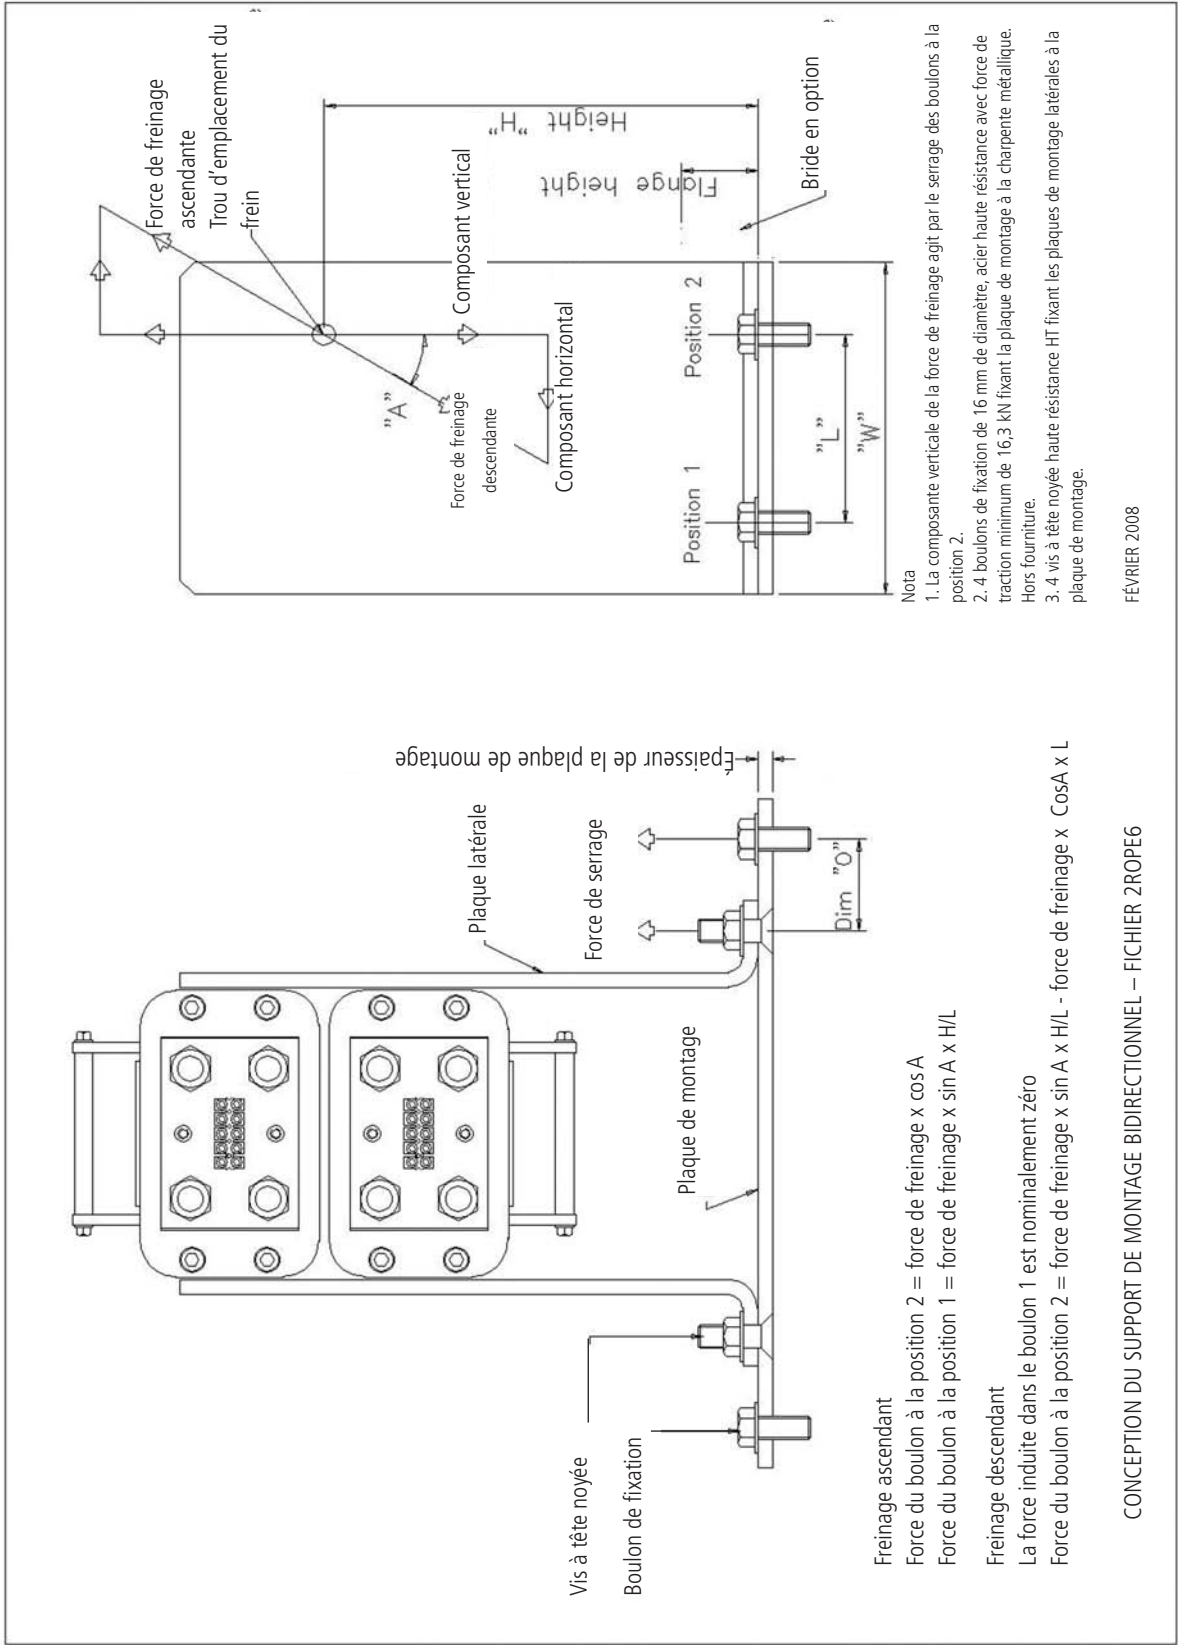 Vis à tête noyée
Boulon de fixation
Plaque latérale
Force de serrage
Plaque de montage
Épaisseur de la plaque de montage
Dim "O"
Freinage ascendant
Force du boulon à la position 2 = force de freinage x cos A
Force du boulon à la position 1 = force de freinage x sin A x H/L
Freinage descendant
La force induite dans le boulon 1 est nominalement zéro
Force du boulon à la position 2 = force de freinage x sin A x H/L - force de freinage x CosA x L
CONCEPTION DU SUPPORT DE MONTAGE BIDIRECTIONNEL – FICHIER 2ROPE6
Force de freinage
ascendante
Trou d'emplacement du
frein
"A"
Force de freinage
descendante
Composant vertical
Composant horizontal
Height "H"
Flange height
Bride en option
Position 1
Position 2
"L"
"W"
Nota
1. La composante verticale de la force de freinage agit par le serrage des boulons à la
position 2.
2. 4 boulons de fixation de 16 mm de diamètre, acier haute résistance avec force de
traction minimum de 16,3 kN fixant la plaque de montage à la charpente métallique.
Hors fourniture.
3. 4 vis à tête noyée haute résistance HT fixant les plaques de montage latérales à la
plaque de montage.
FÉVRIER 2008